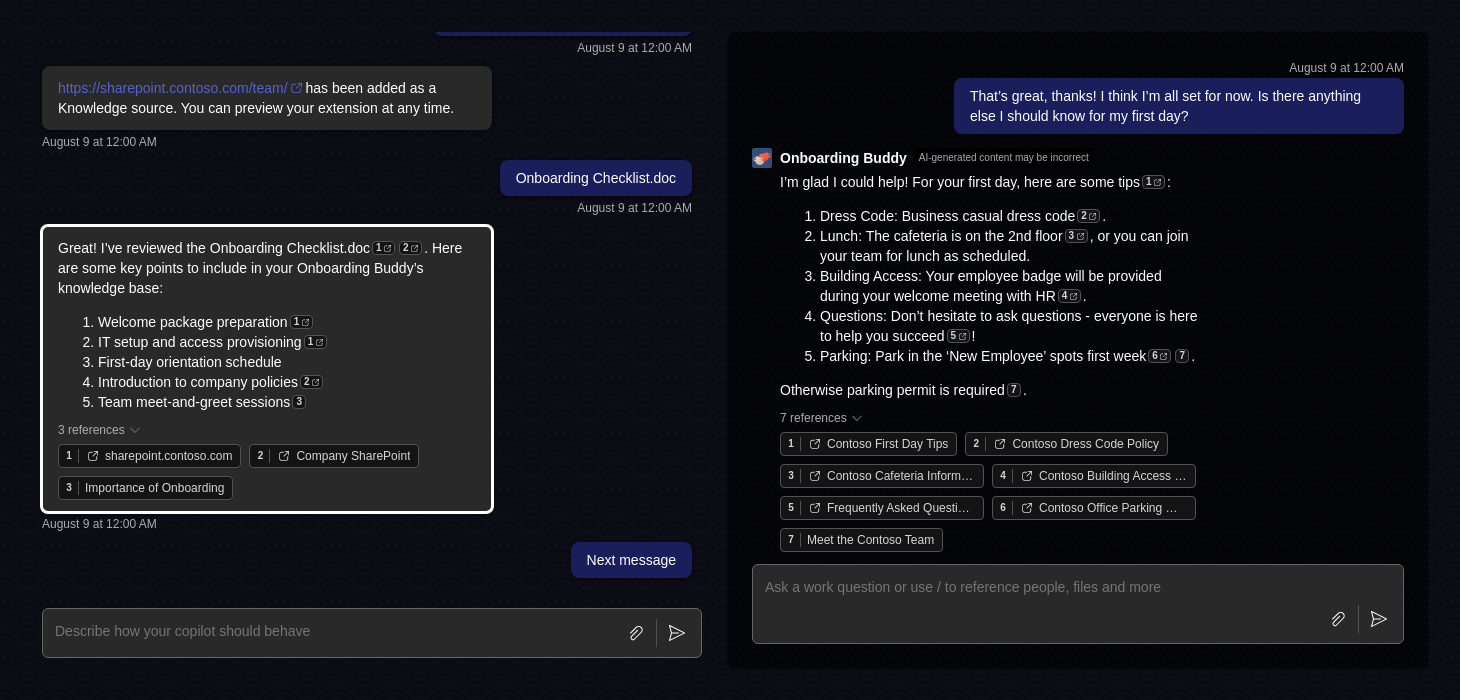 August 9 at 12:00 AM
https://sharepoint.contoso.com/team/ has been added as a
Knowledge source. You can preview your extension at any time.
August 9 at 12:00 AM
Onboarding Checklist.doc
August 9 at 12:00 AM
Great! I’ve reviewed the Onboarding Checklist.doc 1 2 . Here
are some key points to include in your Onboarding Buddy’s
knowledge base:
1. Welcome package preparation 1
2. IT setup and access provisioning 1
3. First-day orientation schedule
4. Introduction to company policies 2
5. Team meet-and-greet sessions 3
3 references
1 sharepoint.contoso.com 2 Company SharePoint
3 Importance of Onboarding
August 9 at 12:00 AM
Next message
Describe how your copilot should behave
August 9 at 12:00 AM
That’s great, thanks! I think I’m all set for now. Is there anything
else I should know for my first day?
Onboarding Buddy AI-generated content may be incorrect
I’m glad I could help! For your first day, here are some tips 1 :
1. Dress Code: Business casual dress code 2 .
2. Lunch: The cafeteria is on the 2nd floor 3 , or you can join
your team for lunch as scheduled.
3. Building Access: Your employee badge will be provided
during your welcome meeting with HR 4 .
4. Questions: Don’t hesitate to ask questions - everyone is here
to help you succeed 5 !
5. Parking: Park in the ‘New Employee’ spots first week 6 7 .
Otherwise parking permit is required 7 .
7 references
1 Contoso First Day Tips 2 Contoso Dress Code Policy
3 Contoso Cafeteria Inform… 4 Contoso Building Access …
5 Frequently Asked Questi… 6 Contoso Office Parking …
7 Meet the Contoso Team
Ask a work question or use / to reference people, files and more